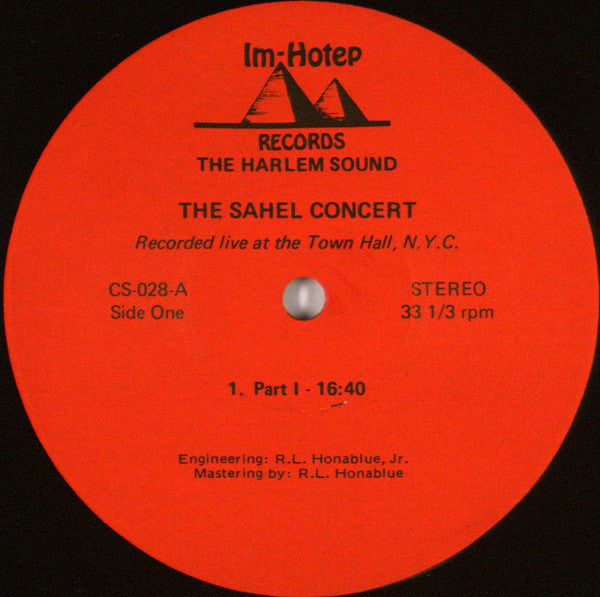 Im-Hotep
RECORDS
THE HARLEM SOUND
THE SAHEL CONCERT
Recorded live at the Town Hall, N.Y.C.
CS-028-A STEREO
Side One 33 1/3 rpm
1. Part I - 16:40
Engineering: R.L. Honablue, Jr.
Mastering by: R.L. Honablue